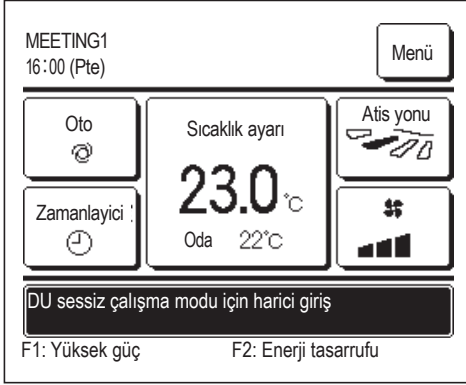 MEETING1
16:00 (Pte)
Menü
Oto
Sıcaklık ayarı
Atis yonu
23.0°C
Zamanlayici
Oda 22°C
DU sessiz çalışma modu için harici giriş
F1: Yüksek güç F2: Enerji tasarrufu